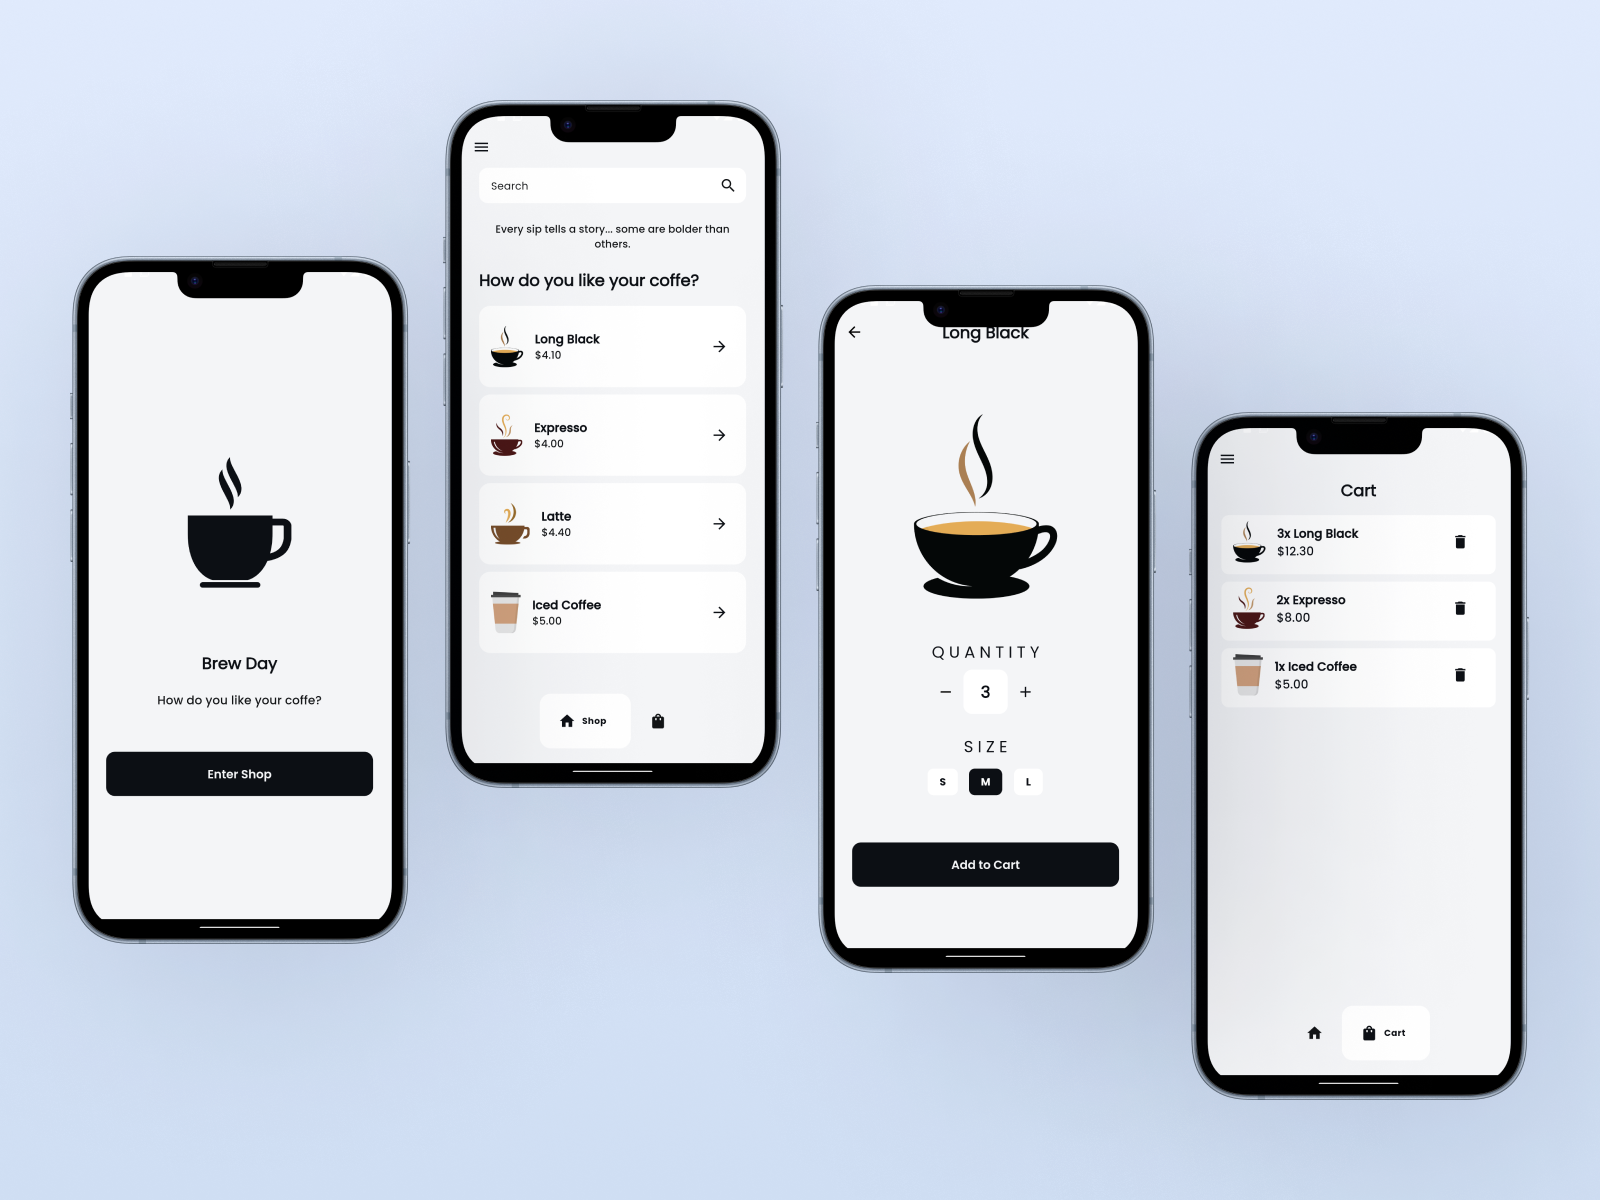 Brew Day
How do you like your coffe?
Enter Shop
Search
Every sip tells a story... some are bolder than
others.
How do you like your coffe?
Long Black
$4.10
Expresso
$4.00
Latte
$4.40
Iced Coffee
$5.00
Shop
Long Black
QUANTITY
− 3 +
SIZE
S M L
Add to Cart
Cart
3x Long Black
$12.30
2x Expresso
$8.00
1x Iced Coffee
$5.00
Cart